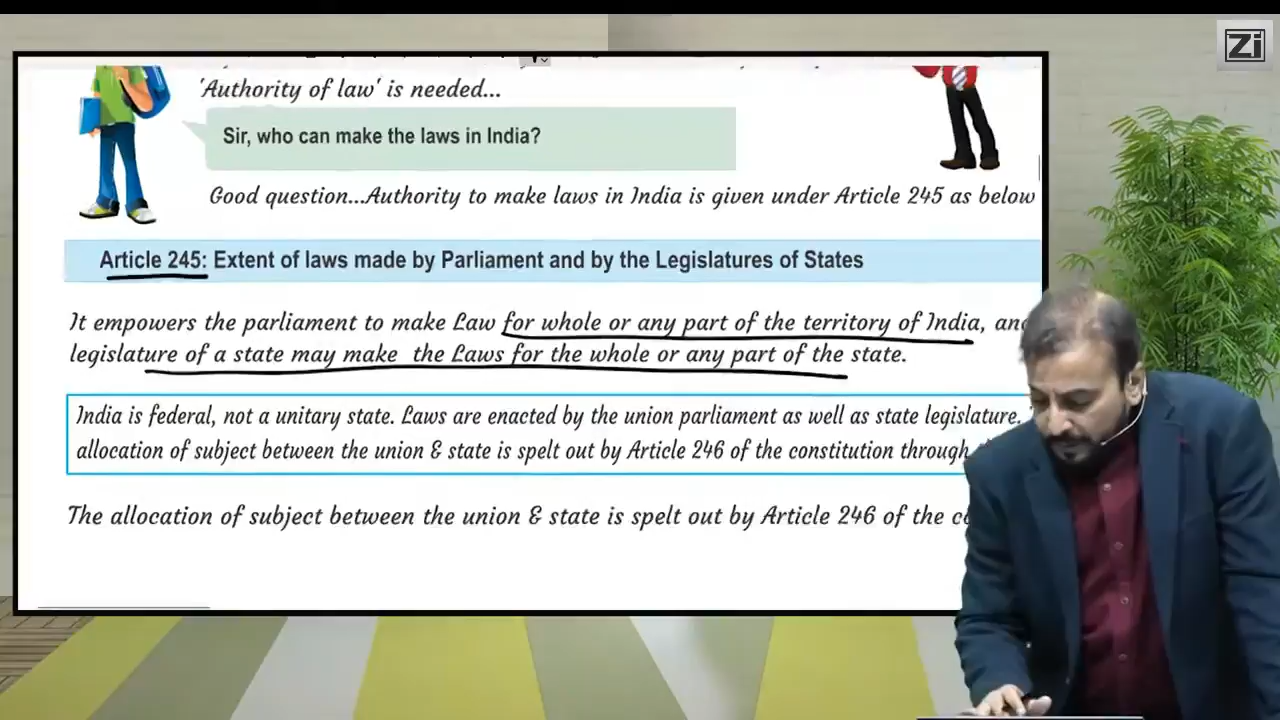 Zi
'Authority of law' is needed...
Sir, who can make the laws in India?
Good question...Authority to make laws in India is given under Article 245 as below
Article 245: Extent of laws made by Parliament and by the Legislatures of States
It empowers the parliament to make Law for whole or any part of the territory of India, and
legislature of a state may make the Laws for the whole or any part of the state.
India is federal, not a unitary state. Laws are enacted by the union parliament as well as state legislature.
allocation of subject between the union & state is spelt out by Article 246 of the constitution through
The allocation of subject between the union & state is spelt out by Article 246 of the